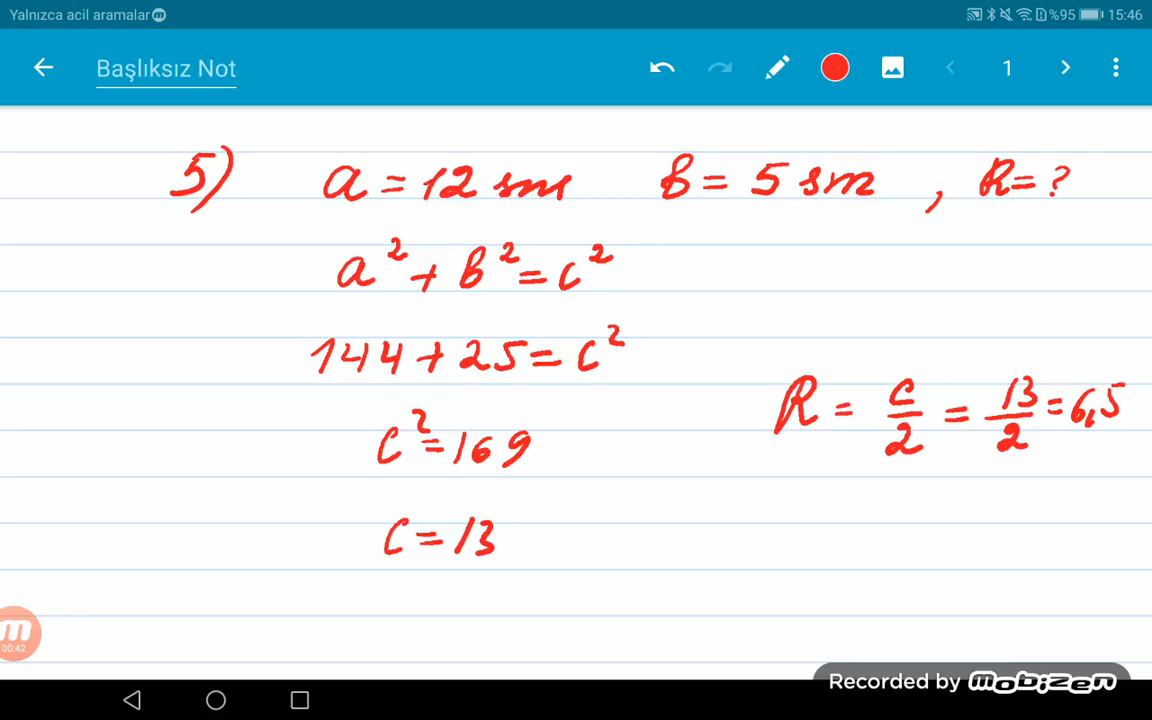 Yalnızca acil aramalar
%95 15:46
Başlıksız Not
1
5) a = 12 sm b = 5 sm , R = ?
a² + b² = c²
144 + 25 = c²
c² = 169
c = 13
R = c/2 = 13/2 = 6,5
00:42
Recorded by mobizen